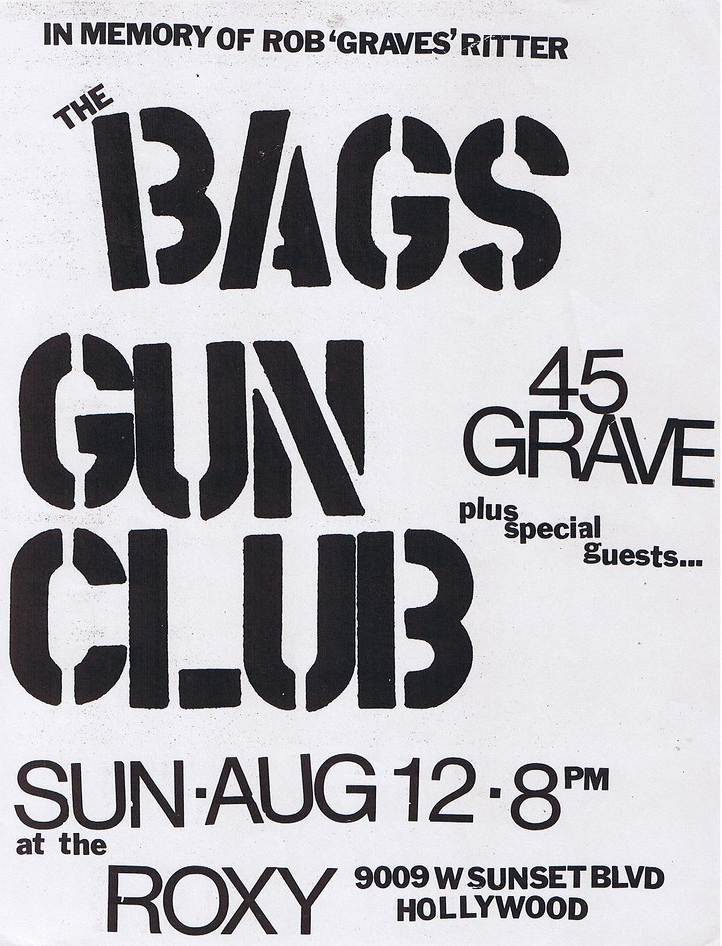 IN MEMORY OF ROB 'GRAVES' RITTER
THE
BAGS
GUN
CLUB
45
GRAVE
plus
special
guests...
SUN·AUG 12·8PM
at the
ROXY
9009 W SUNSET BLVD
HOLLYWOOD